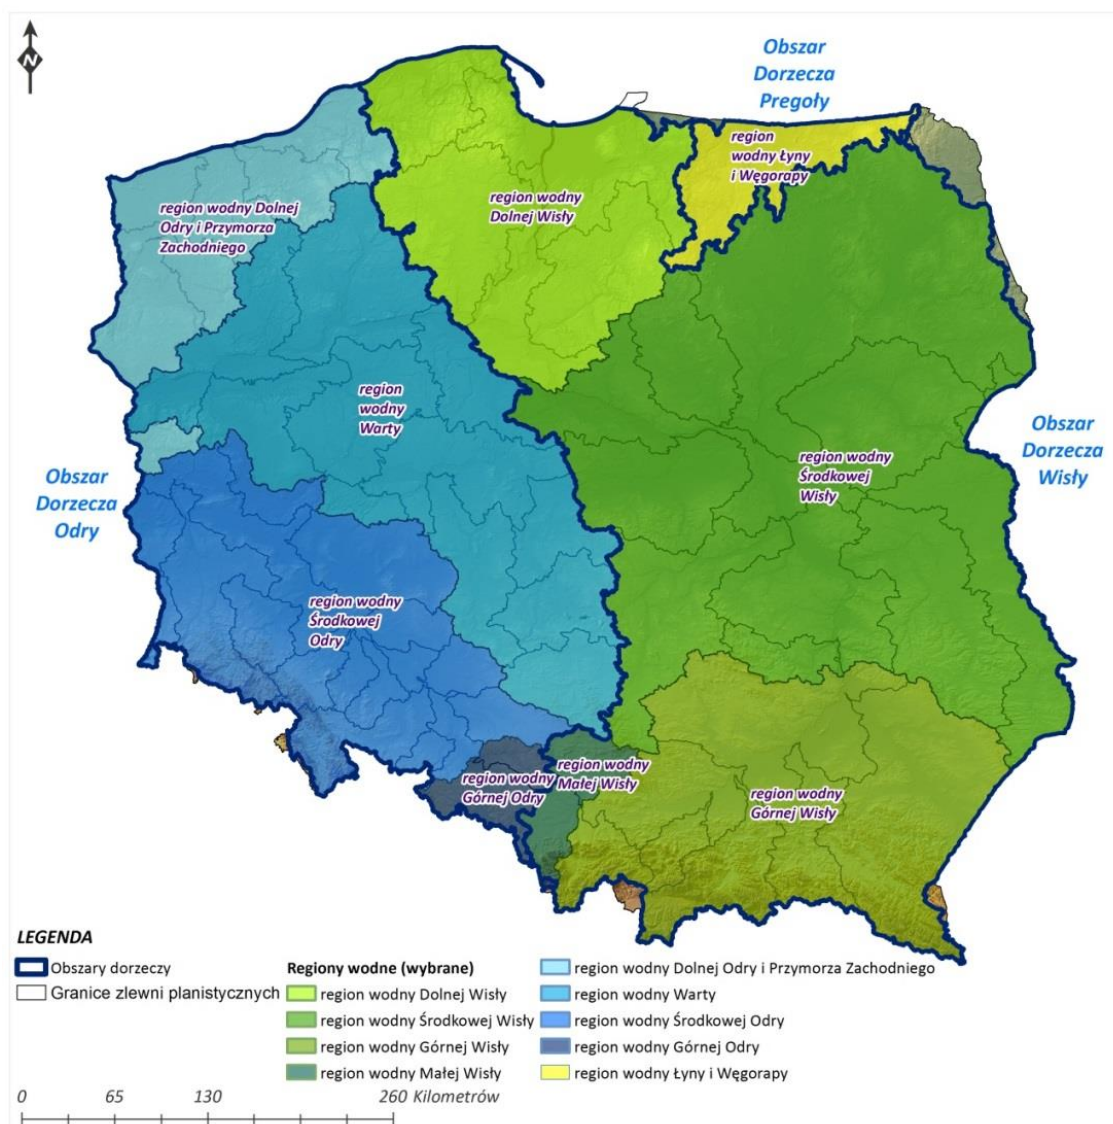 N
Obszar
Dorzecza
Pregoły
region
wodny Łyny
i Węgorapy
region wodny Dolnej
Odry i Przymorza
Zachodniego
region wodny
Dolnej Wisły
region
wodny
Warty
Obszar
Dorzecza
Wisły
region wodny
Środkowej
Wisły
Obszar
Dorzecza
Odry
region wodny
Środkowej
Odry
region wodny
Małej Wisły
region wodny
Górnej Odry
region wodny
Górnej Wisły
LEGENDA
Obszary dorzeczy
Granice zlewni planistycznych
Regiony wodne (wybrane)
region wodny Dolnej Wisły
region wodny Środkowej Wisły
region wodny Górnej Wisły
region wodny Małej Wisły
region wodny Dolnej Odry i Przymorza Zachodniego
region wodny Warty
region wodny Środkowej Odry
region wodny Górnej Odry
region wodny Łyny i Węgorapy
0 65 130 260 Kilometrów